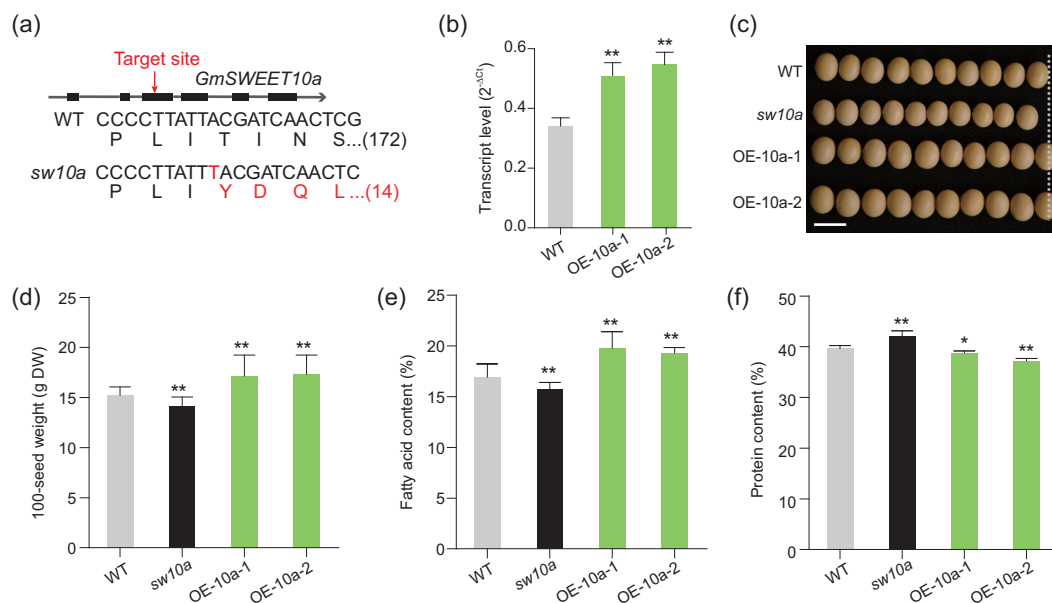 (a)
Target site
GmSWEET10a
WT CCCCTTATTACGATCAACTCG
P L I T I N S...(172)
sw10a CCCCTTATTTACGATCAACTC
P L I Y D Q L...(14)
(b)
Transcript level (2^-ΔCt)
0.6
0.4
0.2
0.0
**
**
WT
OE-10a-1
OE-10a-2
(c)
WT
sw10a
OE-10a-1
OE-10a-2
(d)
100-seed weight (g DW)
25
20
15
10
5
0
**
**
**
WT
sw10a
OE-10a-1
OE-10a-2
(e)
Fatty acid content (%)
25
20
15
10
5
0
**
**
**
WT
sw10a
OE-10a-1
OE-10a-2
(f)
Protein content (%)
50
40
30
20
10
0
**
*
**
WT
sw10a
OE-10a-1
OE-10a-2